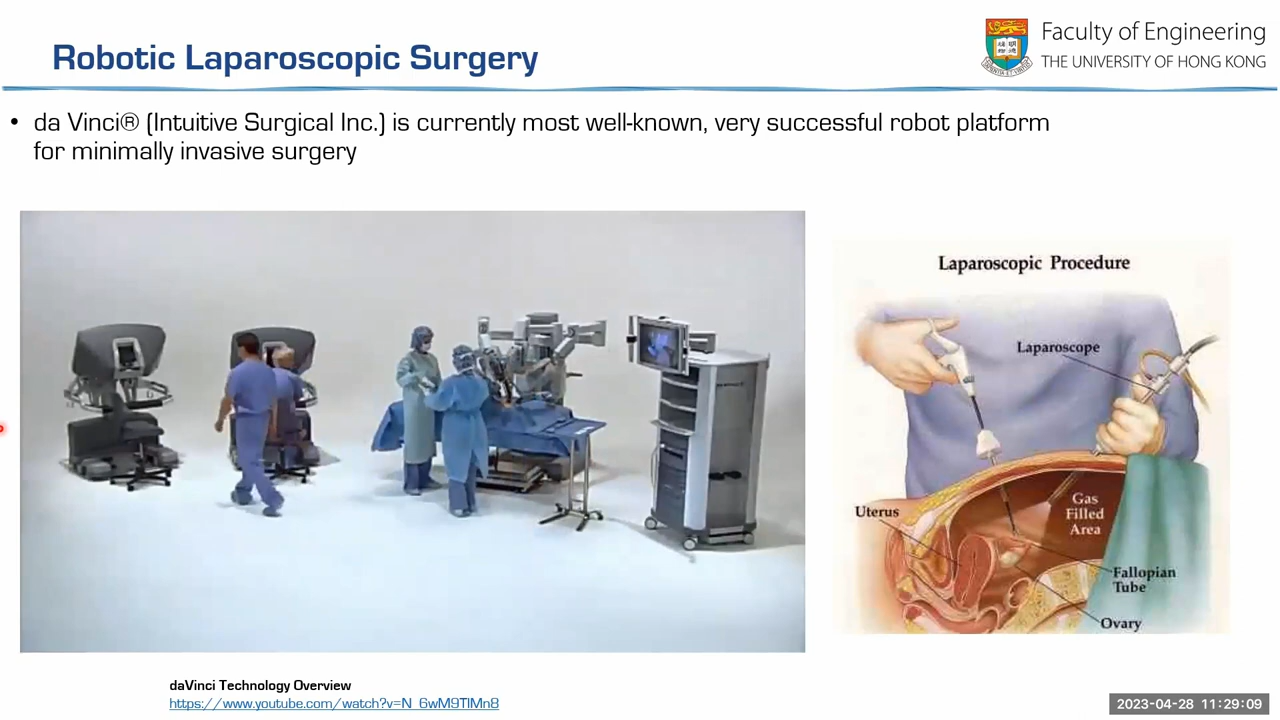 Robotic Laparoscopic Surgery
Faculty of Engineering
THE UNIVERSITY OF HONG KONG
• da Vinci® (Intuitive Surgical Inc.) is currently most well-known, very successful robot platform
for minimally invasive surgery
Laparoscopic Procedure
Laparoscope
Gas
Filled
Area
Uterus
Fallopian
Tube
Ovary
daVinci Technology Overview
https://www.youtube.com/watch?v=N_6wM9TlMn8
2023-04-28 11:29:09